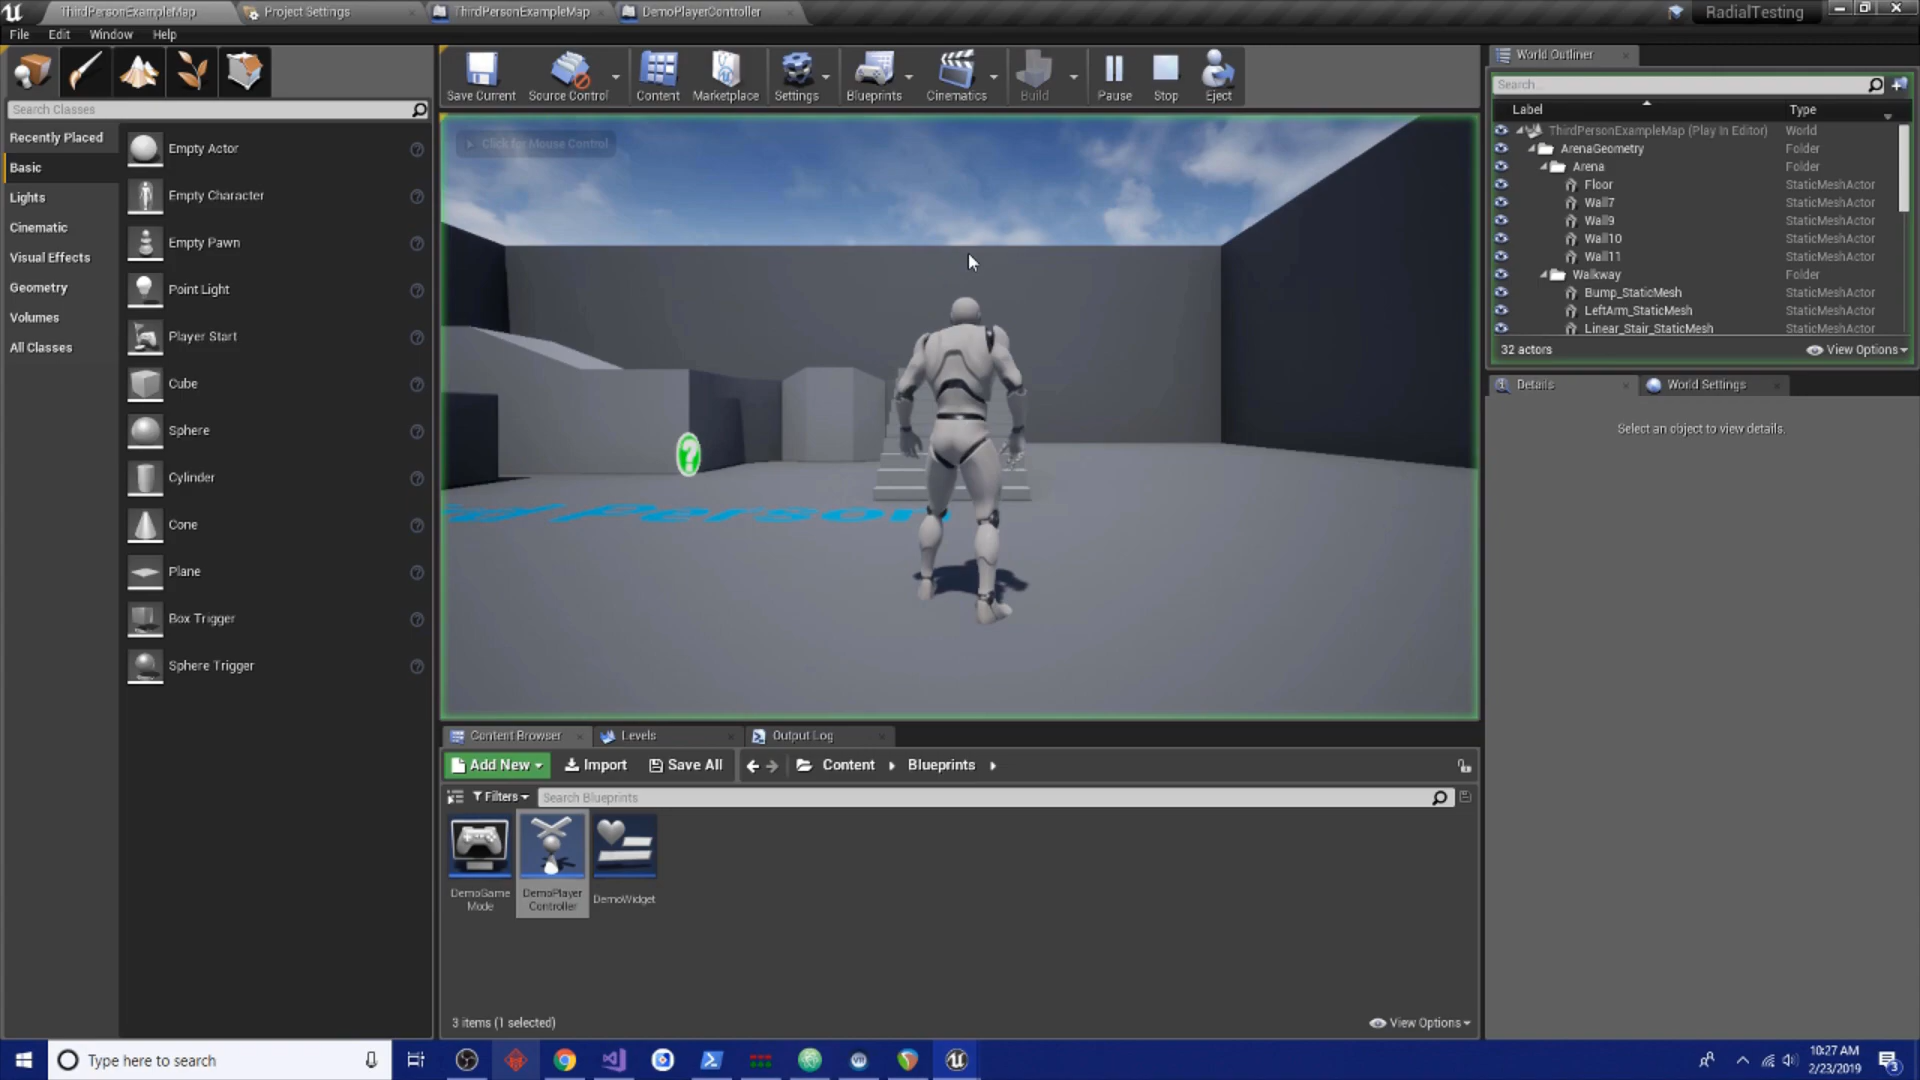 ThirdPersonExampleMap
Project Settings
ThirdPersonExampleMap
DemoPlayerController
RadialTesting
File
Edit
Window
Help
Search Classes
Recently Placed
Basic
Lights
Cinematic
Visual Effects
Geometry
Volumes
All Classes
Empty Actor
Empty Character
Empty Pawn
Point Light
Player Start
Cube
Sphere
Cylinder
Cone
Plane
Box Trigger
Sphere Trigger
Save Current
Source Control
Content
Marketplace
Settings
Blueprints
Cinematics
Build
Pause
Stop
Eject
Click for Mouse Control
person
World Outliner
Search...
Label
Type
ThirdPersonExampleMap (Play In Editor)
World
ArenaGeometry
Folder
Arena
Folder
Floor
StaticMeshActor
Wall7
StaticMeshActor
Wall9
StaticMeshActor
Wall10
StaticMeshActor
Wall11
StaticMeshActor
Walkway
Folder
Bump_StaticMesh
StaticMeshActor
LeftArm_StaticMesh
StaticMeshActor
Linear_Stair_StaticMesh
StaticMeshActor
32 actors
View Options
Details
World Settings
Select an object to view details.
Content Browser
Levels
Output Log
Add New
Import
Save All
Content
Blueprints
Filters
Search Blueprints
DemoGame
Mode
DemoPlayer
Controller
DemoWidget
3 items (1 selected)
View Options
Type here to search
10:27 AM
2/23/2019
3